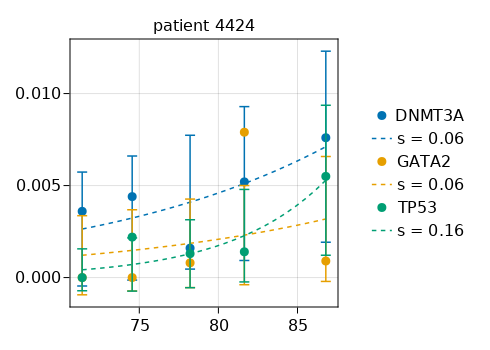 patient 4424
0.010
0.005
0.000
75
80
85
DNMT3A
s = 0.06
GATA2
s = 0.06
TP53
s = 0.16